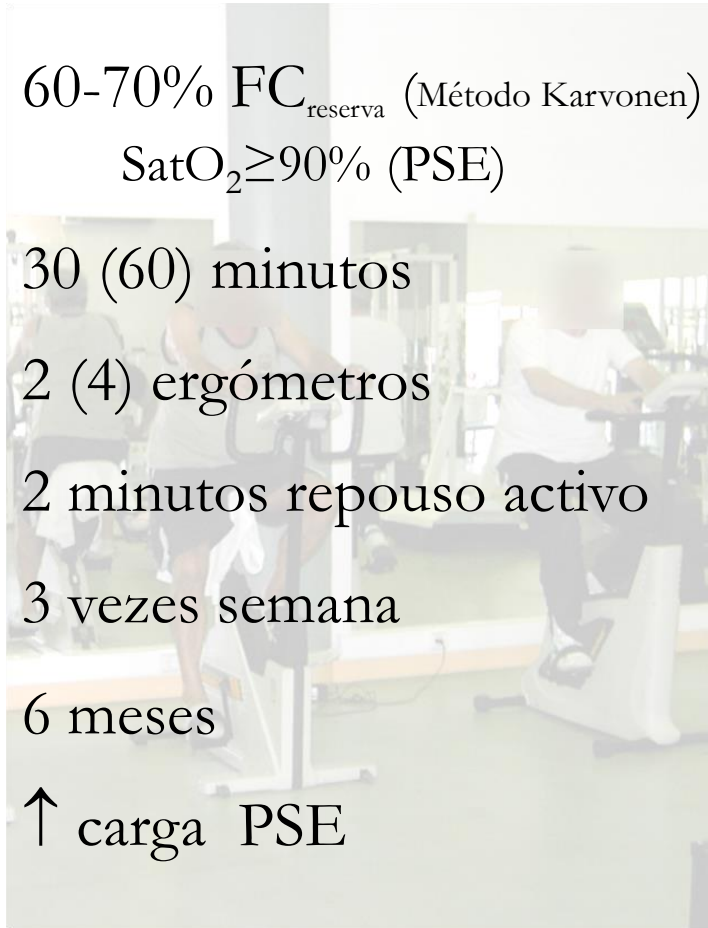 60-70% FCreserva (Método Karvonen)
SatO2≥90% (PSE)
30 (60) minutos
2 (4) ergómetros
2 minutos repouso activo
3 vezes semana
6 meses
↑ carga PSE